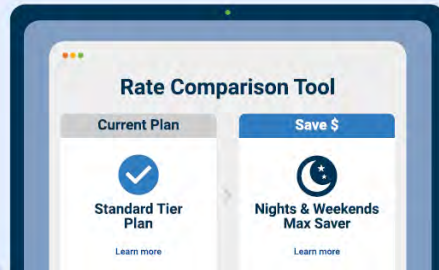 Rate Comparison Tool
Current Plan
Save $
Standard Tier
Plan
Nights & Weekends
Max Saver
Learn more
Learn more